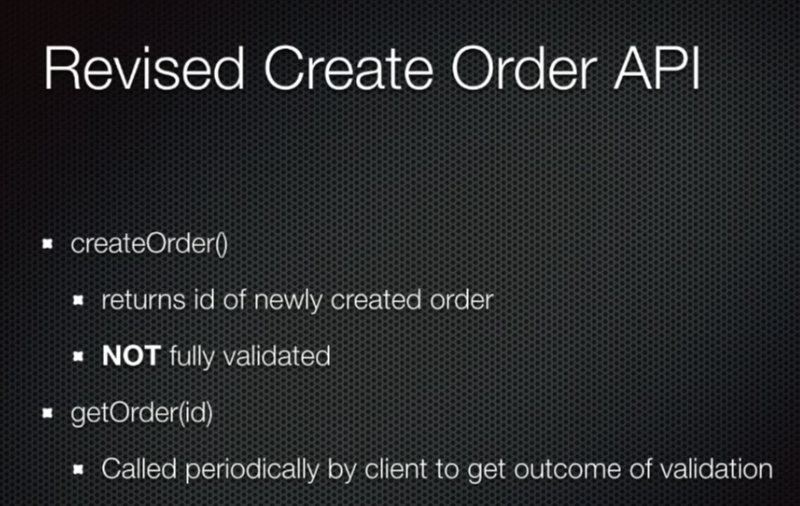 Revised Create Order API
createOrder()
returns id of newly created order
NOT fully validated
getOrder(id)
Called periodically by client to get outcome of validation